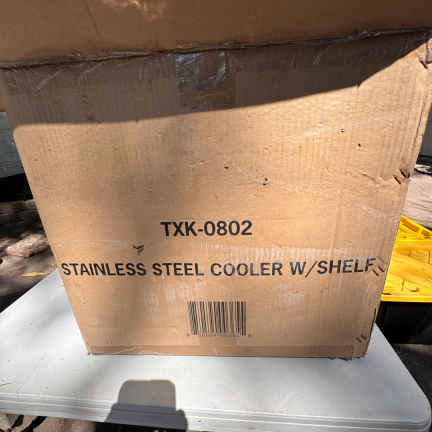 TXK-0802
STAINLESS STEEL COOLER W/SHELF